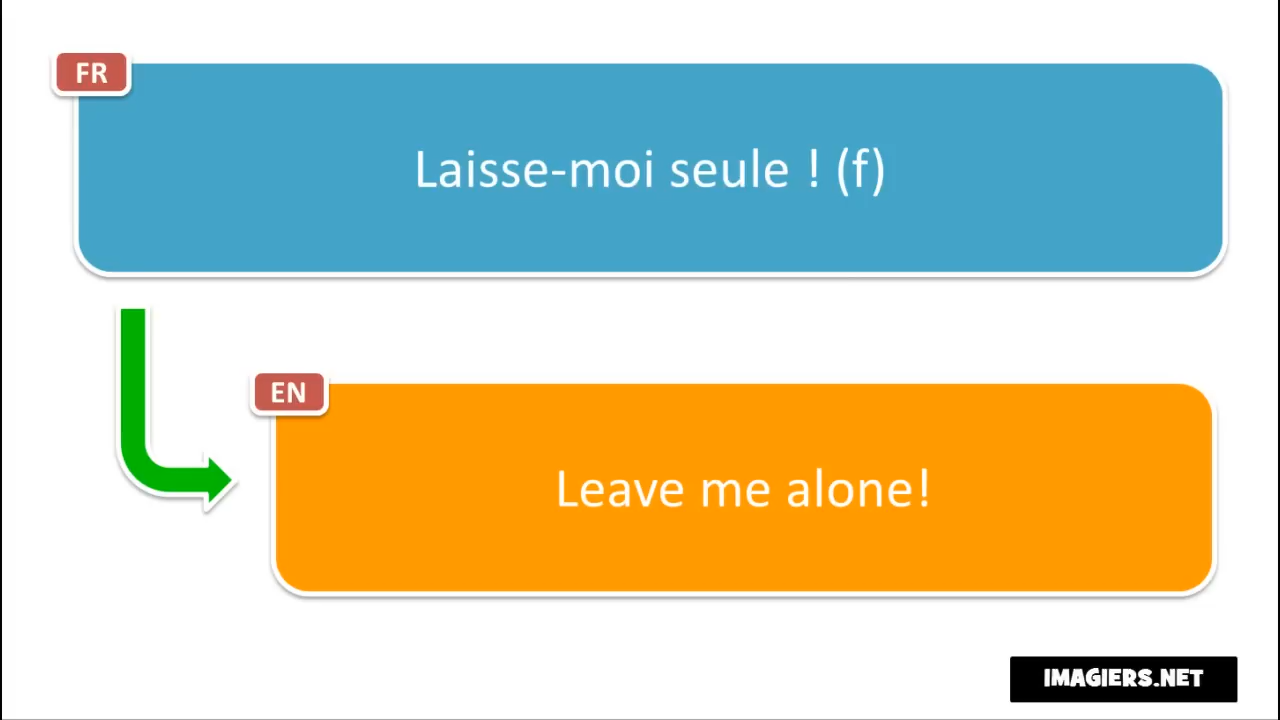 FR
Laisse-moi seule ! (f)
EN
Leave me alone!
IMAGIERS.NET